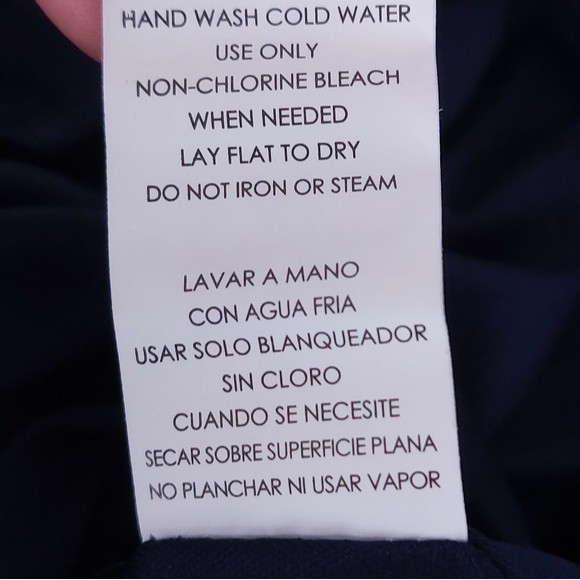 HAND WASH COLD WATER
USE ONLY
NON-CHLORINE BLEACH
WHEN NEEDED
LAY FLAT TO DRY
DO NOT IRON OR STEAM
LAVAR A MANO
CON AGUA FRIA
USAR SOLO BLANQUEADOR
SIN CLORO
CUANDO SE NECESITE
SECAR SOBRE SUPERFICIE PLANA
NO PLANCHAR NI USAR VAPOR